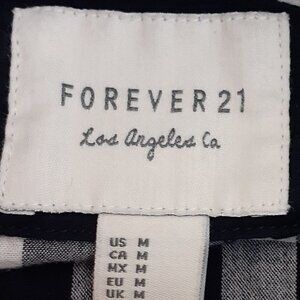 FOREVER 21
Los Angeles Ca
US M
CA M
MX M
EU M
UK M